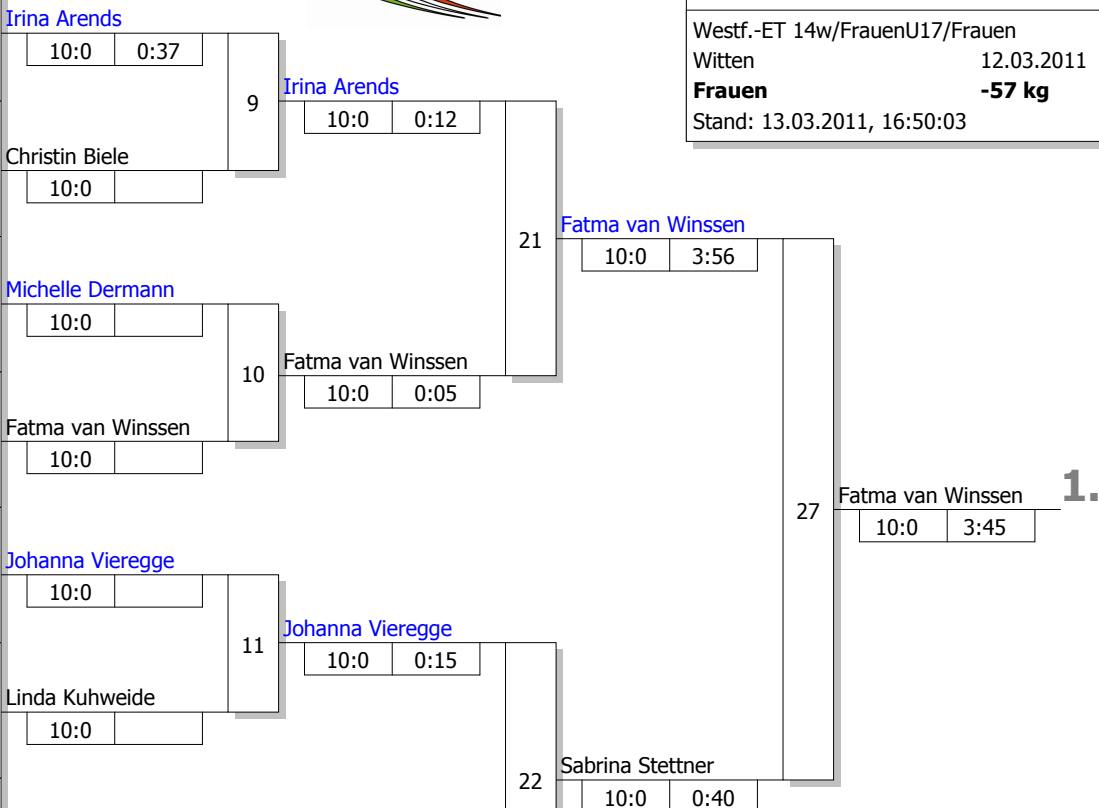 Westf.-ET 14w/FrauenU17/Frauen
Witten 12.03.2011
Frauen -57 kg
Stand: 13.03.2011, 16:50:03
Irina Arends
10:0 0:37
9
Christin Biele
10:0
Irina Arends
10:0 0:12
Michelle Dermann
10:0
10
Fatma van Winssen
10:0
Fatma van Winssen
10:0 0:05
21
Fatma van Winssen
10:0 3:56
Johanna Vieregge
10:0
11
Linda Kuhweide
10:0
Johanna Vieregge
10:0 0:15
22
Sabrina Stettner
10:0 0:40
27
Fatma van Winssen 1.
10:0 3:45